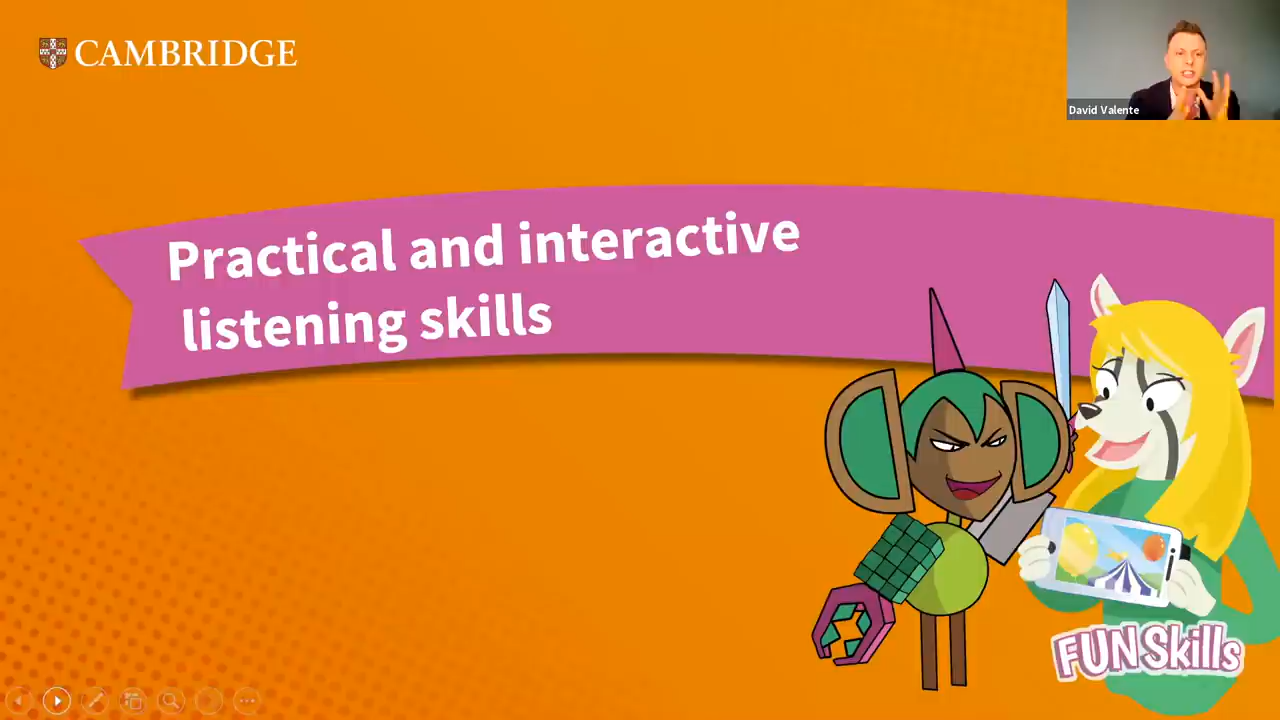 CAMBRIDGE
David Valente
Practical and interactive
listening skills
FUN Skills